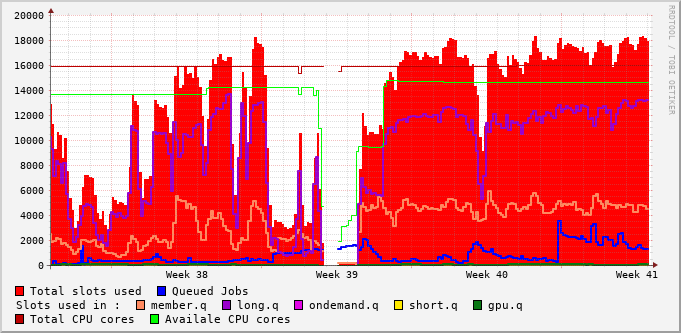 20000
18000
16000
14000
12000
10000
8000
6000
4000
2000
0
Week 38 Week 39 Week 40 Week 41
RRDTOOL / TOBI OETIKER
Total slots used Queued Jobs
Slots used in : member.q long.q ondemand.q short.q gpu.q
Total CPU cores Availale CPU cores